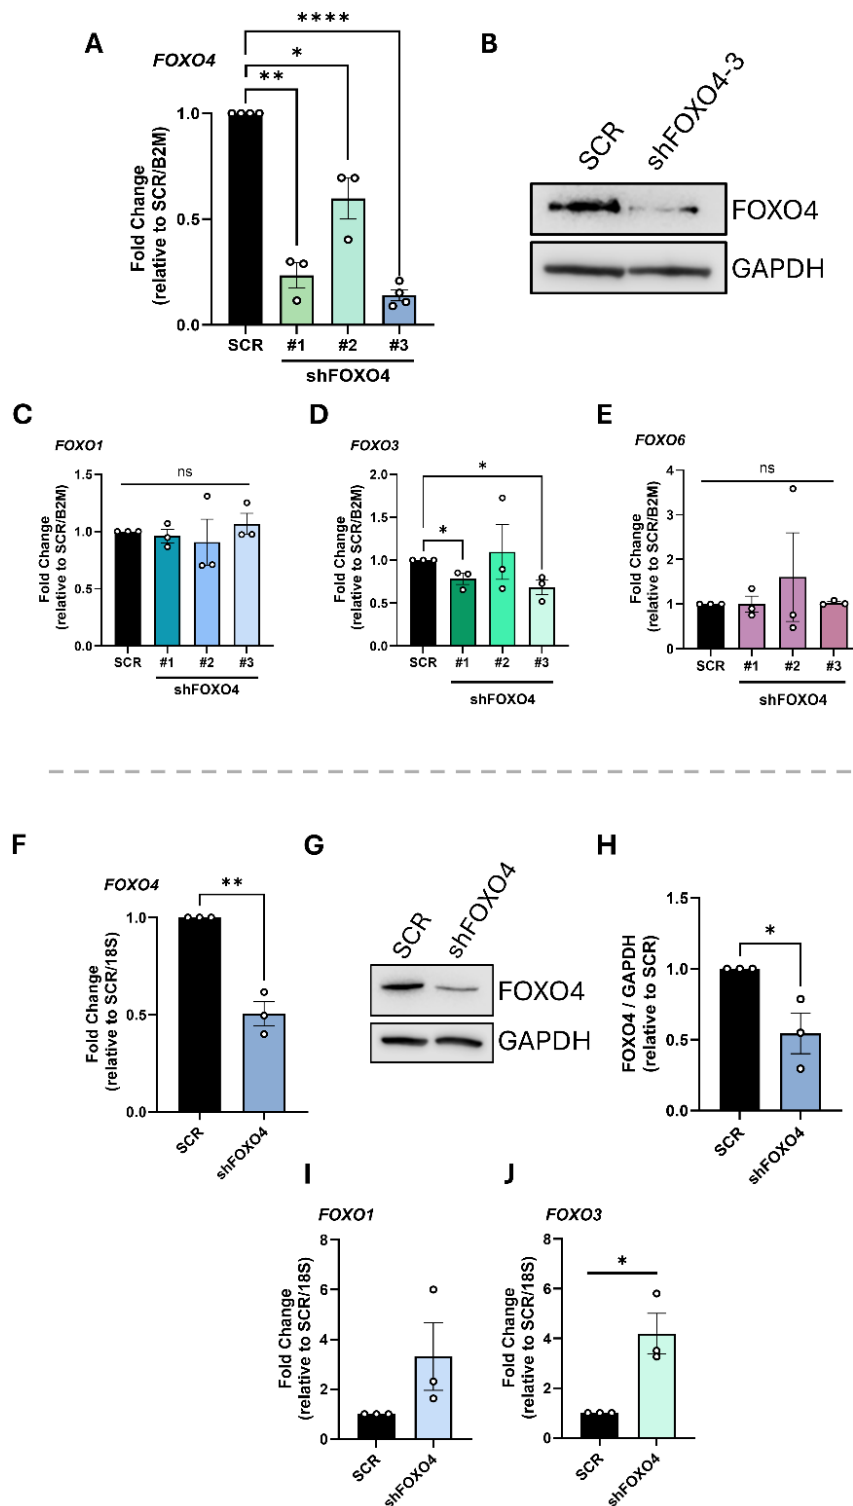 A
FOXO4
****
*
**
Fold Change
(relative to SCR/B2M)
1.0
0.5
0.0
SCR
#1
#2
#3
shFOXO4
B
SCR
shFOXO4-3
FOXO4
GAPDH
C
FOXO1
ns
Fold Change
(relative to SCR/B2M)
1.5
1.0
0.5
0.0
SCR
#1
#2
#3
shFOXO4
D
FOXO3
*
*
Fold Change
(relative to SCR/B2M)
2.0
1.5
1.0
0.5
0.0
SCR
#1
#2
#3
shFOXO4
E
FOXO6
ns
Fold Change
(relative to SCR/B2M)
4
3
2
1
0
SCR
#1
#2
#3
shFOXO4
F
FOXO4
**
Fold Change
(relative to SCR/18S)
1.0
0.5
0.0
SCR
shFOXO4
G
SCR
shFOXO4
FOXO4
GAPDH
H
*
FOXO4 / GAPDH
(relative to SCR)
1.5
1.0
0.5
0.0
SCR
shFOXO4
I
FOXO1
Fold Change
(relative to SCR/18S)
8
6
4
2
0
SCR
shFOXO4
J
FOXO3
*
Fold Change
(relative to SCR/18S)
8
6
4
2
0
SCR
shFOXO4